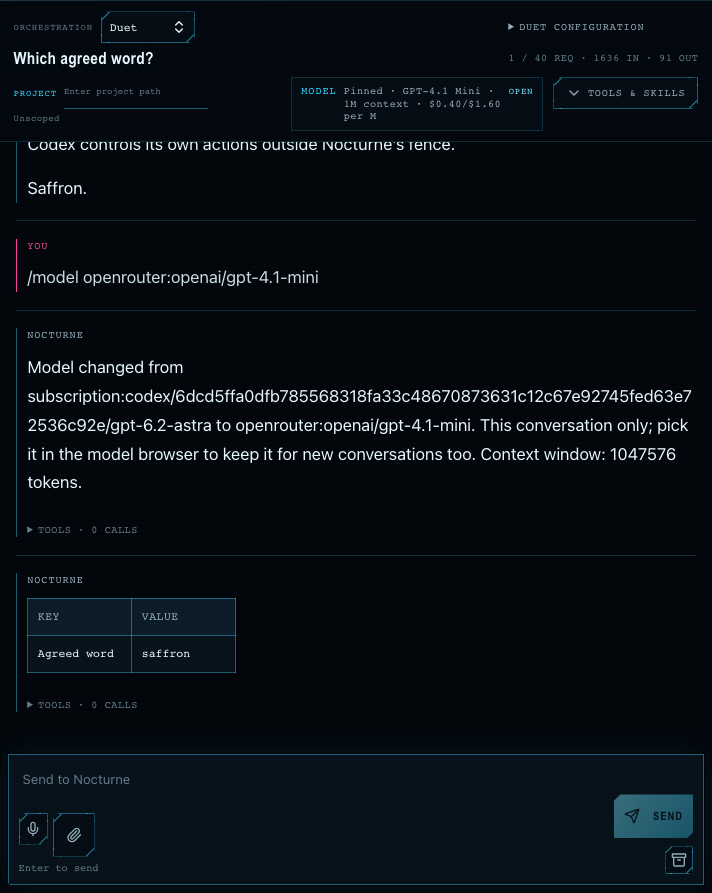 ORCHESTRATION Duet DUET CONFIGURATION
Which agreed word? 1 / 40 REQ · 1636 IN · 91 OUT
PROJECT Enter project path
Unscoped
MODEL Pinned · GPT-4.1 Mini · OPEN
1M context · $0.40/$1.60
per M
TOOLS & SKILLS
Codex controls its own actions outside Nocturne's fence.
Saffron.
YOU
/model openrouter:openai/gpt-4.1-mini
NOCTURNE
Model changed from
subscription:codex/6dcd5ffa0dfb785568318fa33c48670873631c12c67e92745fed63e7
2536c92e/gpt-6.2-astra to openrouter:openai/gpt-4.1-mini. This conversation only; pick
it in the model browser to keep it for new conversations too. Context window: 1047576
tokens.
TOOLS · 0 CALLS
NOCTURNE
KEY VALUE
Agreed word saffron
TOOLS · 0 CALLS
Send to Nocturne
SEND
Enter to send